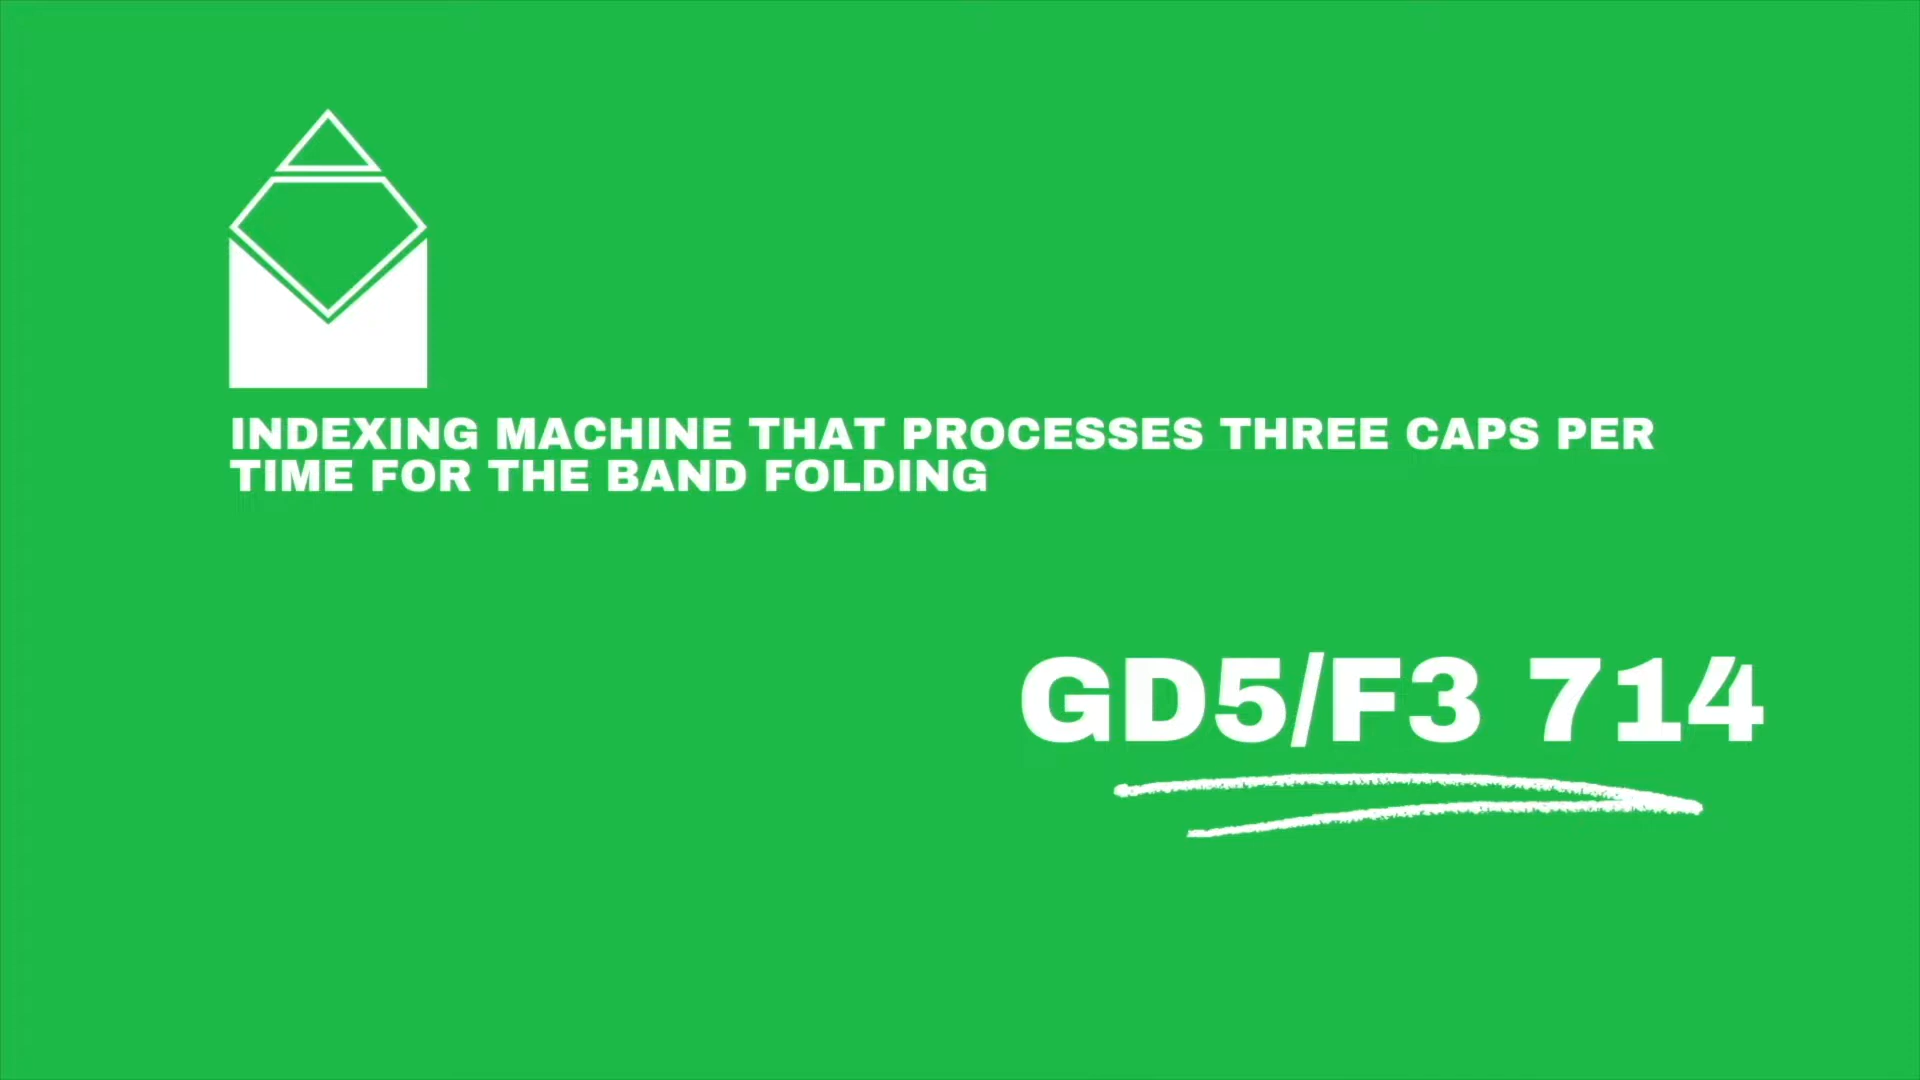 INDEXING MACHINE THAT PROCESSES THREE CAPS PER
TIME FOR THE BAND FOLDING
GD5/F3 714